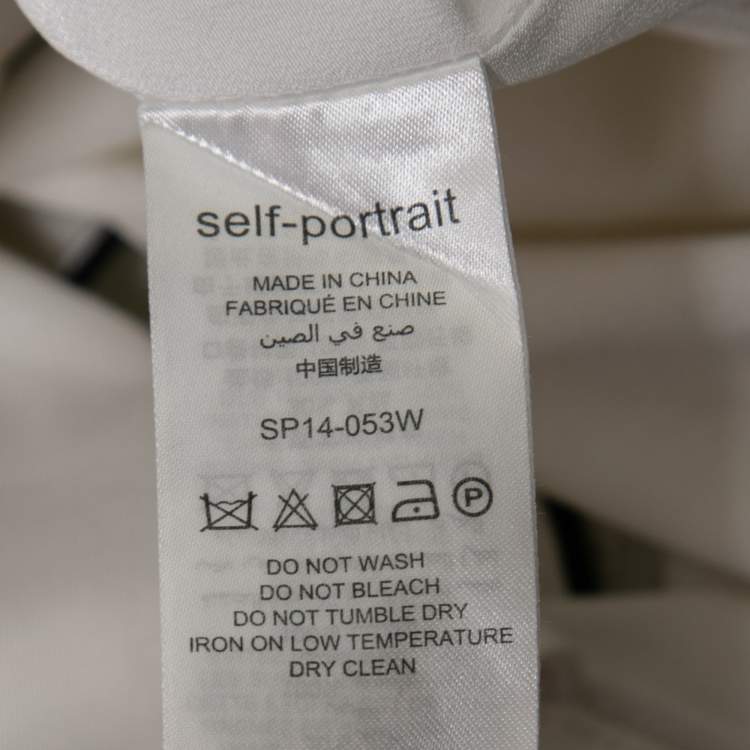 self-portrait
MADE IN CHINA
FABRIQUÉ EN CHINE
صنع في الصين
中国制造
SP14-053W
P
DO NOT WASH
DO NOT BLEACH
DO NOT TUMBLE DRY
IRON ON LOW TEMPERATURE
DRY CLEAN